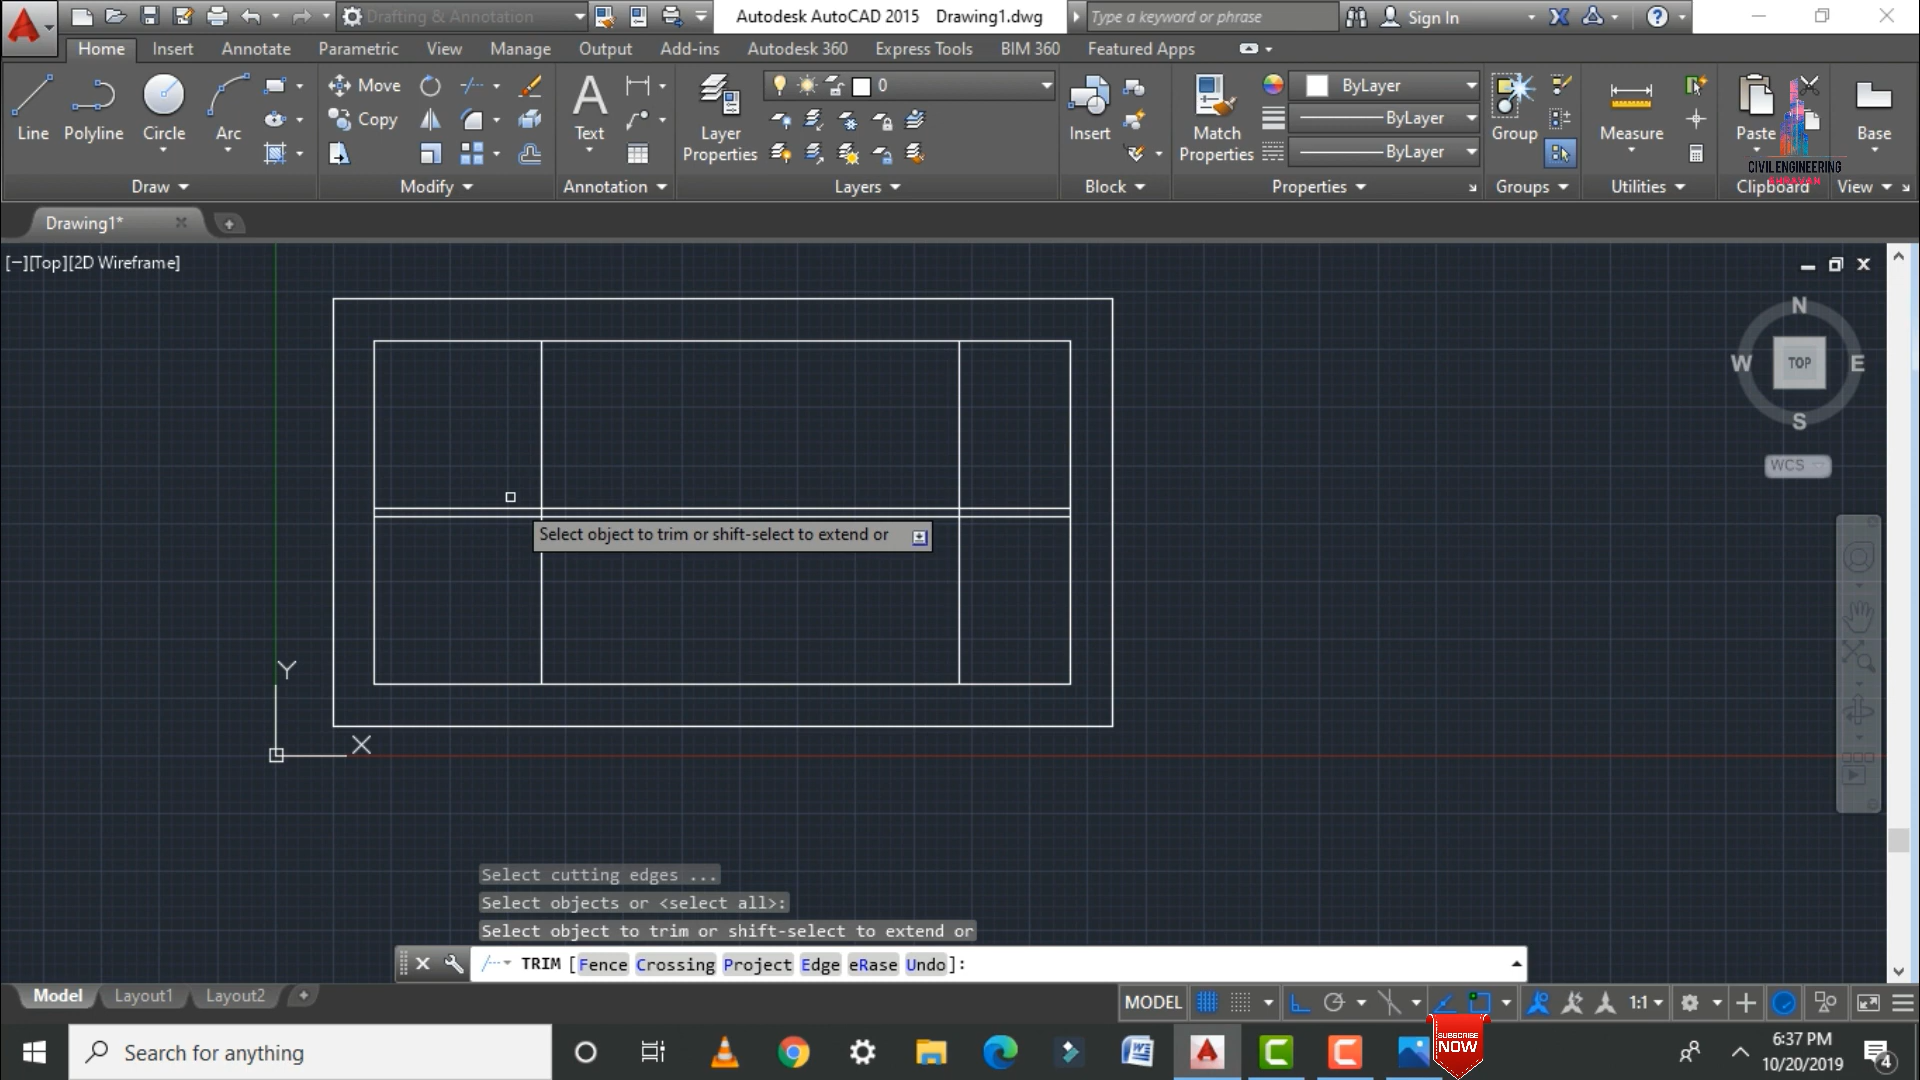 Drafting & Annotation
Autodesk AutoCAD 2015 Drawing1.dwg
Type a keyword or phrase
Sign In
Home Insert Annotate Parametric View Manage Output Add-ins Autodesk 360 Express Tools BIM 360 Featured Apps
Line Polyline Circle Arc
Move
Copy
Text
Layer Properties
0
Insert
Match Properties
ByLayer
ByLayer
ByLayer
Group
Measure
Paste
Base
CIVILENGINEERING
SHRAVAN
Draw Modify Annotation Layers Block Properties Groups Utilities Clipboard View
Drawing1*
[−][Top][2D Wireframe]
N
W TOP E
S
WCS
Select object to trim or shift-select to extend or
Y
X
Select cutting edges ...
Select objects or <select all>:
Select object to trim or shift-select to extend or
TRIM [Fence Crossing Project Edge eRase Undo]:
Model Layout1 Layout2
MODEL 1:1
SUBSCRIBE
NOW
Search for anything
6:37 PM
10/20/2019
4